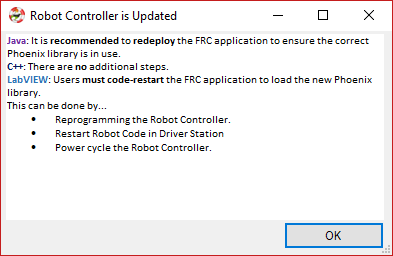 Robot Controller is Updated
Java: It is recommended to redeploy the FRC application to ensure the correct
Phoenix library is in use.
C++: There are no additional steps.
LabVIEW: Users must code-restart the FRC application to load the new Phoenix
library.
This can be done by...
• Reprogramming the Robot Controller.
• Restart Robot Code in Driver Station
• Power cycle the Robot Controller.
OK